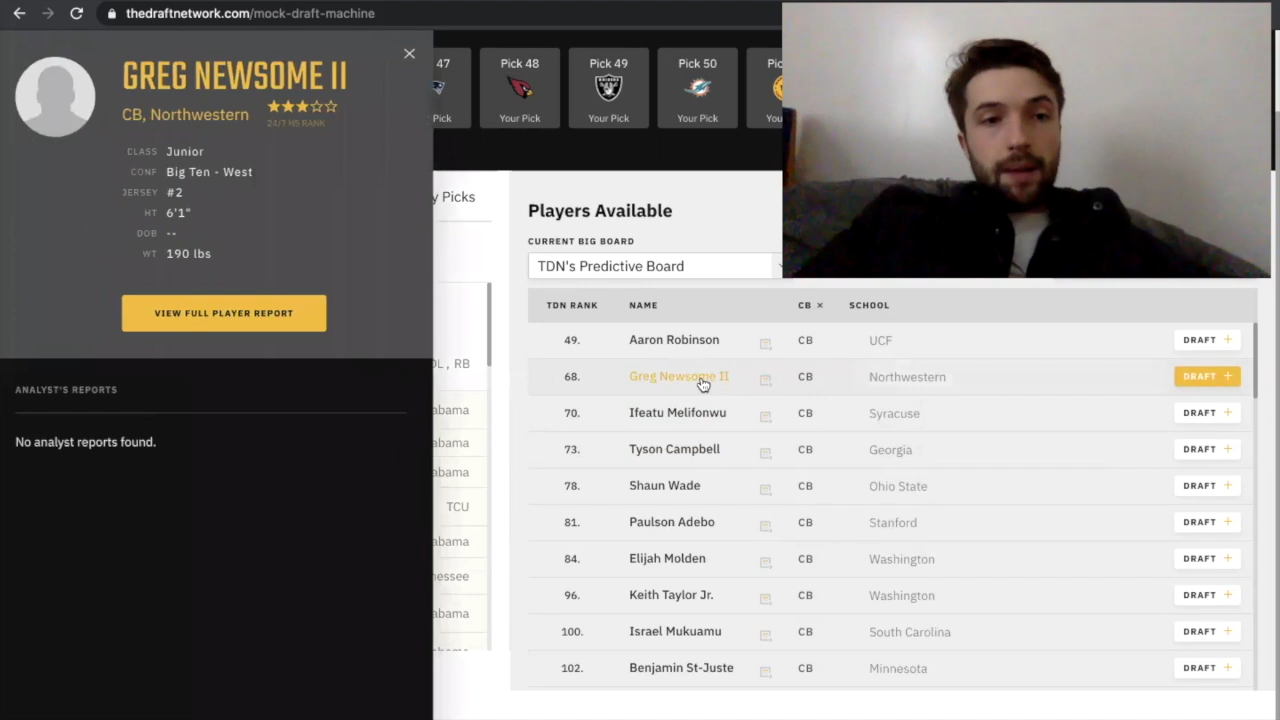 thedraftnetwork.com/mock-draft-machine
GREG NEWSOME II
CB, Northwestern
24/7 HS RANK
CLASS Junior
CONF Big Ten - West
JERSEY #2
HT 6'1"
DOB --
WT 190 lbs
VIEW FULL PLAYER REPORT
ANALYST'S REPORTS
No analyst reports found.
47
Pick
Pick 48
Your Pick
Pick 49
Your Pick
RAIDERS
Pick 50
Your Pick
Pic
Your
y Picks
OL, RB
abama
abama
abama
TCU
abama
nessee
abama
Players Available
CURRENT BIG BOARD
TDN's Predictive Board
TDN RANK NAME CB × SCHOOL
49. Aaron Robinson CB UCF DRAFT +
68. Greg Newsome II CB Northwestern DRAFT +
70. Ifeatu Melifonwu CB Syracuse DRAFT +
73. Tyson Campbell CB Georgia DRAFT +
78. Shaun Wade CB Ohio State DRAFT +
81. Paulson Adebo CB Stanford DRAFT +
84. Elijah Molden CB Washington DRAFT +
96. Keith Taylor Jr. CB Washington DRAFT +
100. Israel Mukuamu CB South Carolina DRAFT +
102. Benjamin St-Juste CB Minnesota DRAFT +